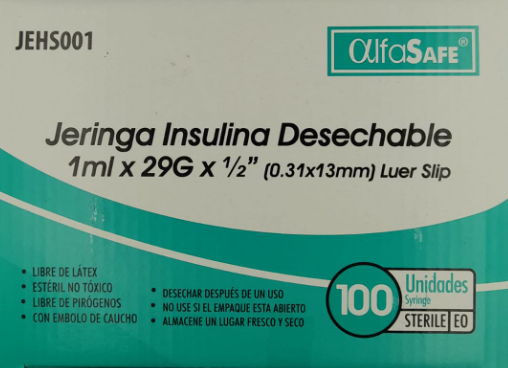 JEHS001
αlfaSAFE®
Jeringa Insulina Desechable
1ml x 29G x ½” (0.31x13mm) Luer Slip
• LIBRE DE LÁTEX
• ESTÉRIL NO TÓXICO
• LIBRE DE PIRÓGENOS
• CON EMBOLO DE CAUCHO
• DESECHAR DESPUÉS DE UN USO
• NO USE SI EL EMPAQUE ESTA ABIERTO
• ALMACENE UN LUGAR FRESCO Y SECO
100 Unidades
Syringe
STERILE EO